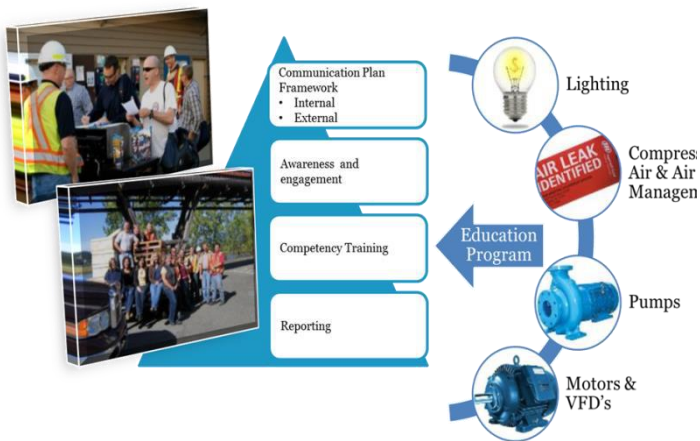 Communication Plan
Framework
• Internal
• External
Awareness and
engagement
Competency Training
Reporting
Education
Program
Lighting
AIR LEAK
IDENTIFIED
Compress
Air & Air
Managem
Pumps
Motors &
VFD's